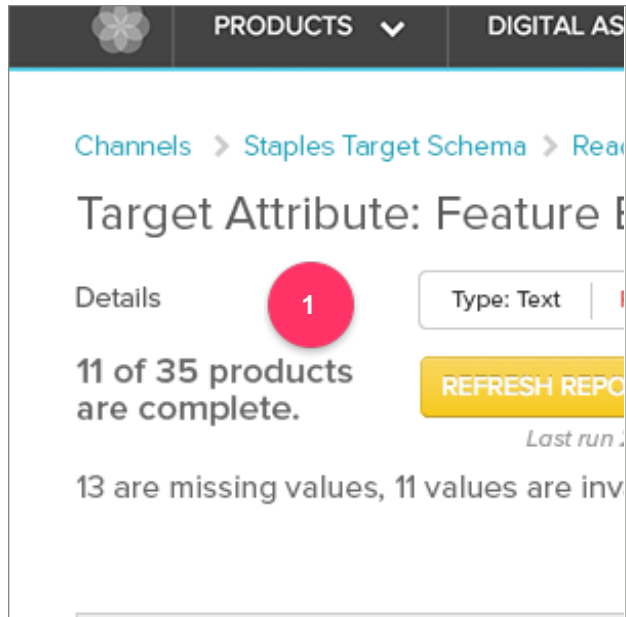 PRODUCTS DIGITAL AS
Channels > Staples Target Schema > Read
Target Attribute: Feature
Details 1 Type: Text
11 of 35 products
are complete.
REFRESH REPO
Last run
13 are missing values, 11 values are inv